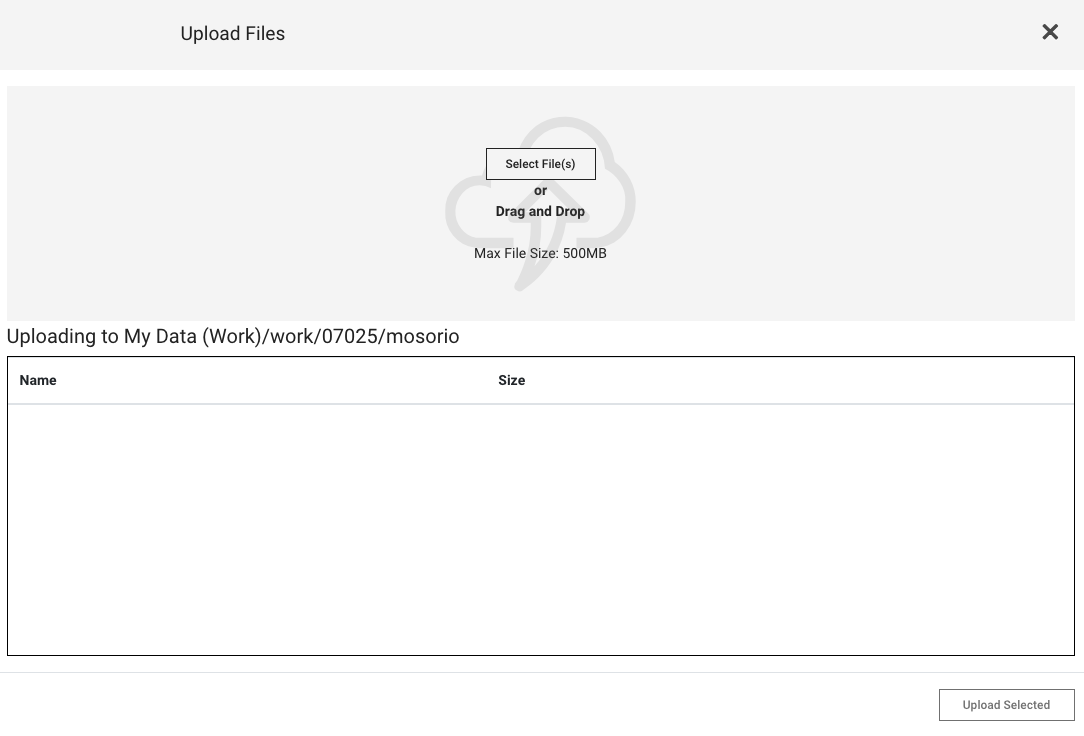 Upload Files
Select File(s)
or
Drag and Drop
Max File Size: 500MB
Uploading to My Data (Work)/work/07025/mosorio
Name Size
Upload Selected